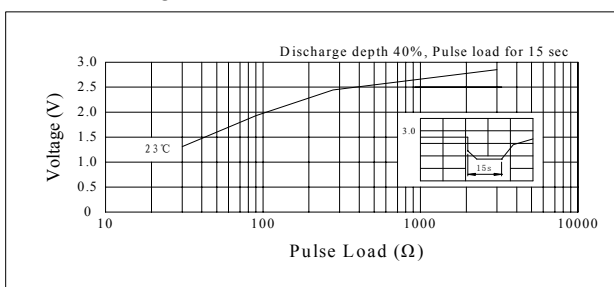 Discharge depth 40%, Pulse load for 15 sec
3.0
2.5
2.0
1.5
1.0
0.5
0
Voltage (V)
23℃
3.0
15s
10 100 1000 10000
Pulse Load (Ω)